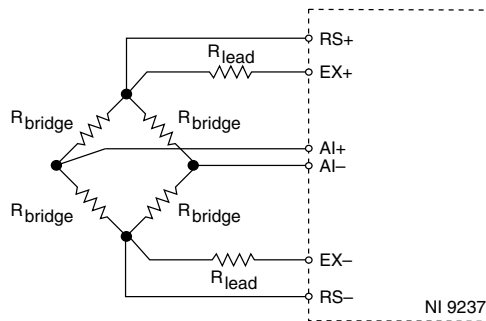 RS+
Rlead
EX+
Rbridge
Rbridge
AI+
AI–
Rbridge
Rbridge
EX–
Rlead
RS–
NI 9237